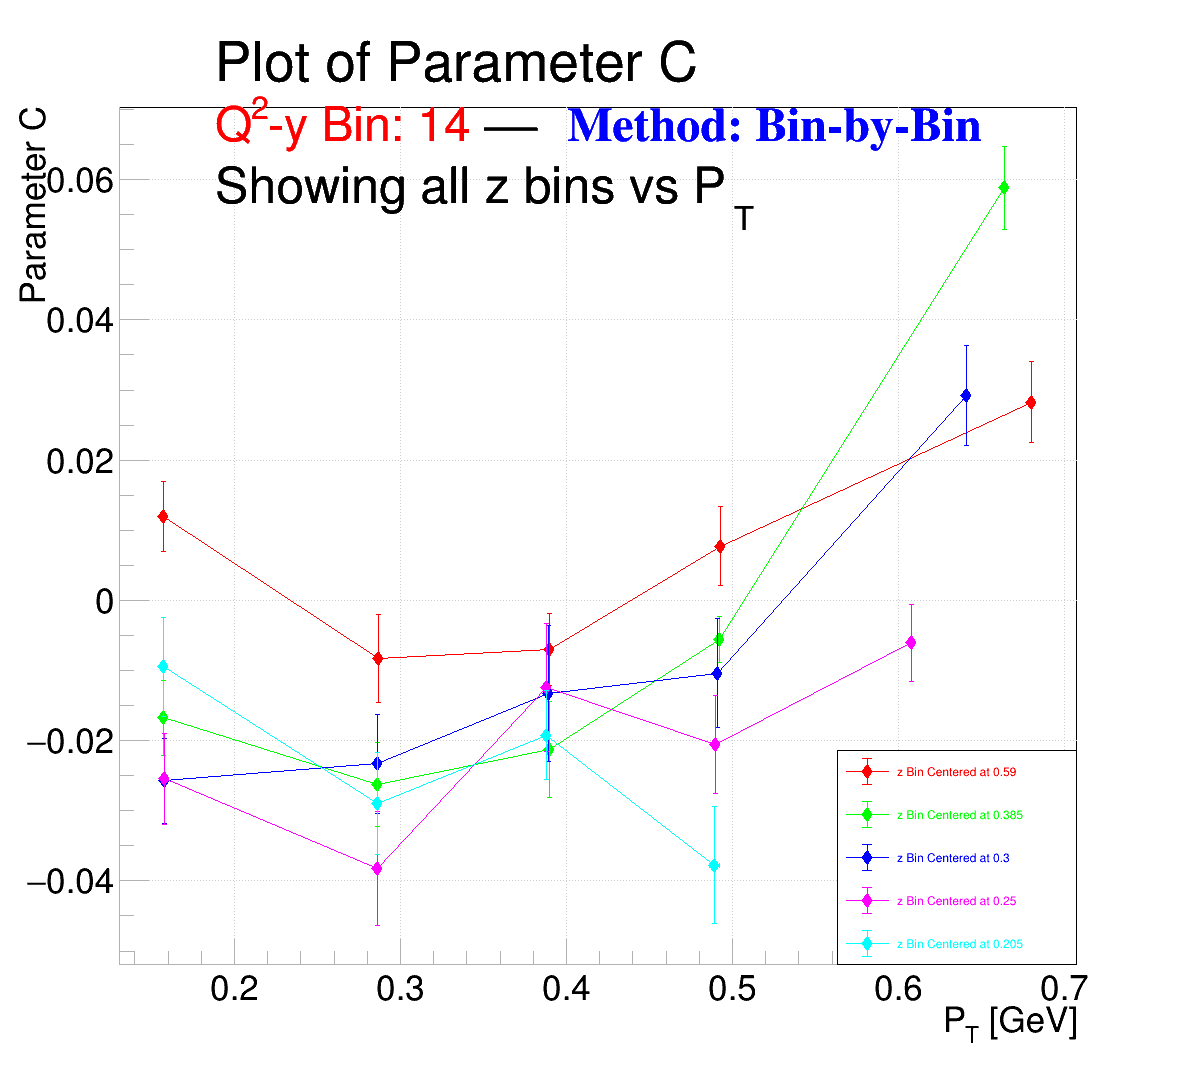 Plot of Parameter C
Q2-y Bin: 14 — Method: Bin-by-Bin
Showing all z bins vs PT
Parameter C
0.06
0.04
0.02
0
−0.02
−0.04
z Bin Centered at 0.59
z Bin Centered at 0.385
z Bin Centered at 0.3
z Bin Centered at 0.25
z Bin Centered at 0.205
0.2 0.3 0.4 0.5 0.6 0.7
PT [GeV]